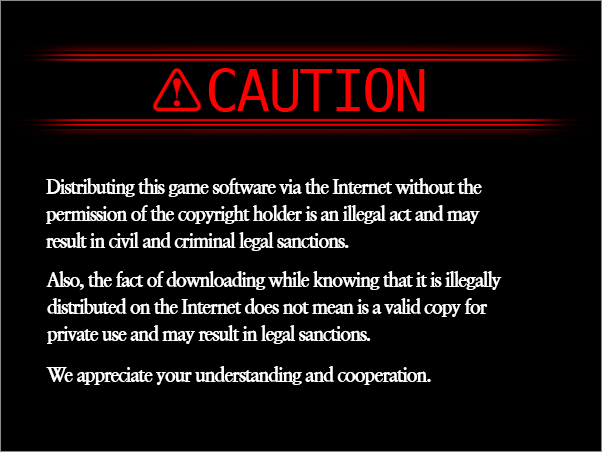 CAUTION
Distributing this game software via the Internet without the
permission of the copyright holder is an illegal act and may
result in civil and criminal legal sanctions.
Also, the fact of downloading while knowing that it is illegally
distributed on the Internet does not mean is a valid copy for
private use and may result in legal sanctions.
We appreciate your understanding and cooperation.